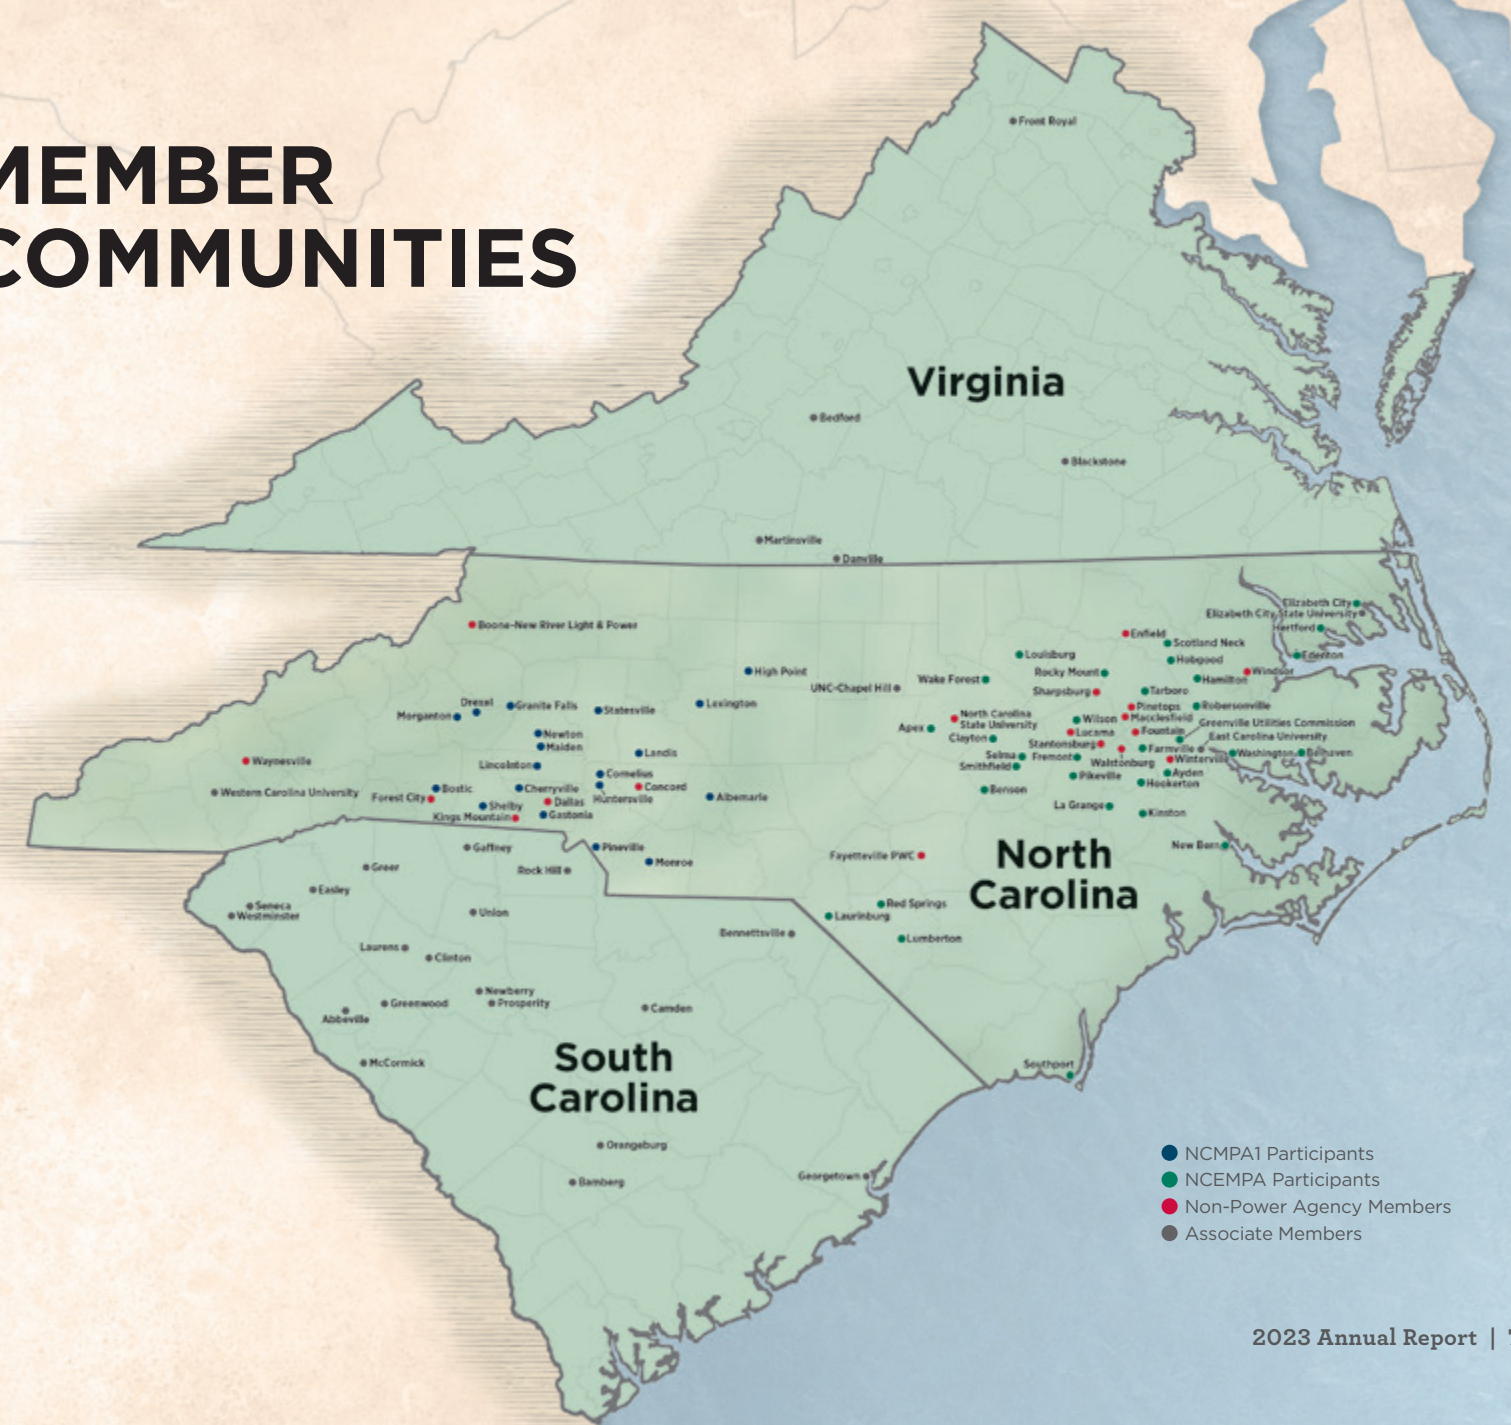 MEMBER
COMMUNITIES
Front Royal
Virginia
Bedford
Blackstone
Martinsville
Danville
Boone-New River Light & Power
Elizabeth City
Elizabeth City State University
Hertford
Edenton
Enfield
Scotland Neck
Louisburg
Hobgood
High Point
Rocky Mount
Windsor
Wake Forest
Hamilton
UNC-Chapel Hill
Sharpsburg
Tarboro
Drexel
Granite Falls
Lexington
Pinetops
Robersonville
Morganton
Statesville
North Carolina
State University
Wilson
Macclesfield
Greenville Utilities Commission
Apex
Lucama
Fountain
East Carolina University
Newton
Clayton
Stantonsburg
Farmville
Maiden
Landis
Selma
Fremont
Washington
Belhaven
Waynesville
Walstonburg
Winterville
Lincolnton
Smithfield
Cornelius
Pikeville
Ayden
Hookerton
Western Carolina University
Bostic
Cherryville
Concord
Benson
Forest City
Huntersville
Albemarle
Shelby
Dallas
La Grange
Kings Mountain
Gastonia
Kinston
Gaffney
Pineville
New Bern
Greer
Rock Hill
Monroe
Fayetteville PWC
North
Carolina
Easley
Seneca
Westminster
Union
Red Springs
Laurinburg
Bennettsville
Lumberton
Laurens
Clinton
Newberry
Greenwood
Prosperity
Camden
Abbeville
McCormick
South
Carolina
Southport
Orangeburg
Georgetown
Bamberg
NCMPA1 Participants
NCEMPA Participants
Non-Power Agency Members
Associate Members
2023 Annual Report |